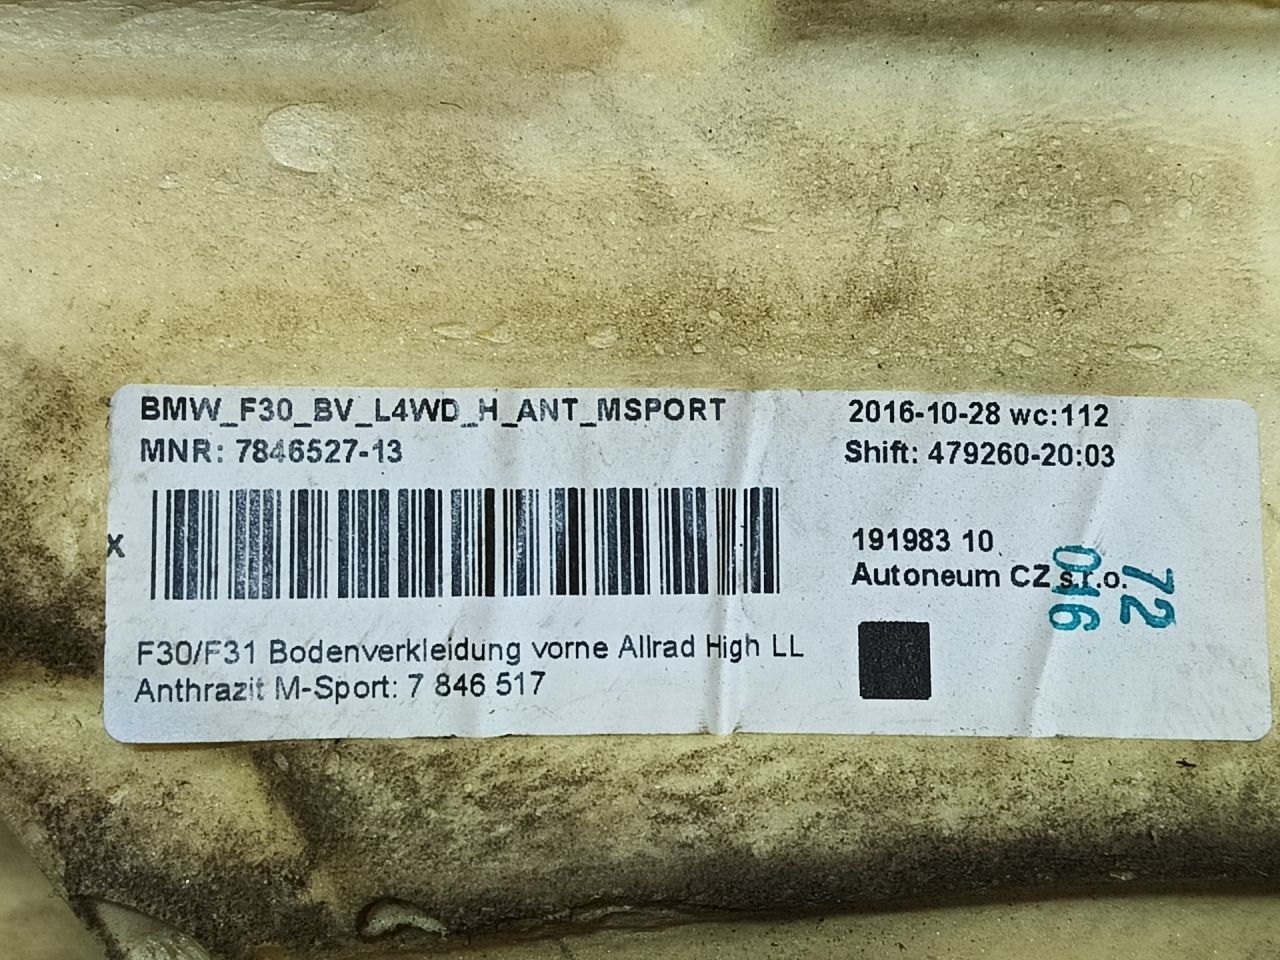 BMW_F30_BV_L4WD_H_ANT_MSPORT
MNR: 7846527-13
2016-10-28 wc:112
Shift: 479260-20:03
X
191983 10
Autoneum CZ s.r.o.
72
016
F30/F31 Bodenverkleidung vorne Allrad High LL
Anthrazit M-Sport: 7 846 517